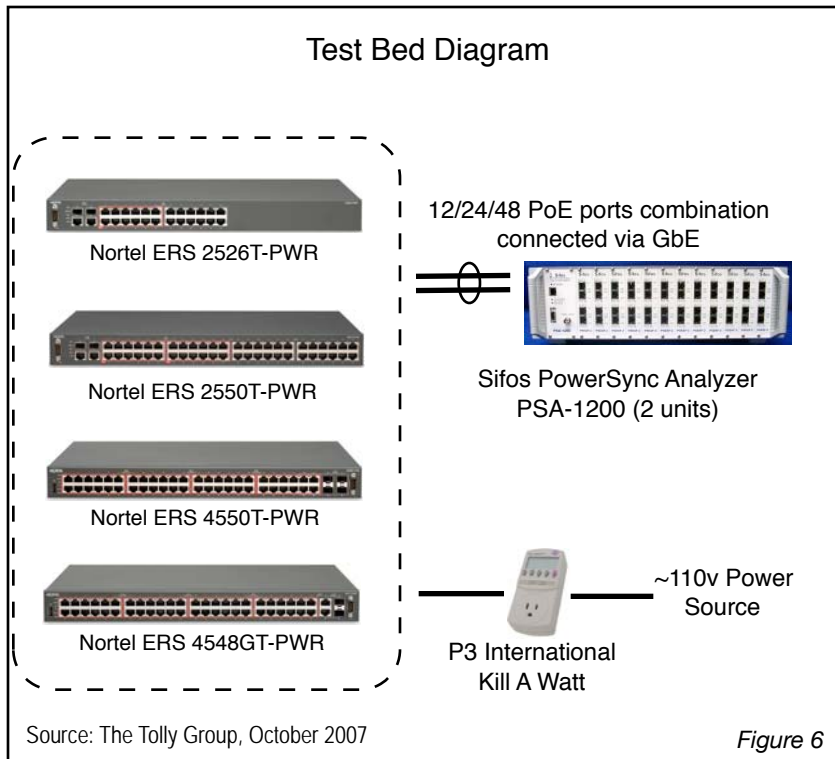 Test Bed Diagram
Nortel ERS 2526T-PWR
Nortel ERS 2550T-PWR
Nortel ERS 4550T-PWR
Nortel ERS 4548GT-PWR
12/24/48 PoE ports combination
connected via GbE
Sifos PowerSync Analyzer
PSA-1200 (2 units)
P3 International
Kill A Watt
~110v Power
Source
Source: The Tolly Group, October 2007
Figure 6